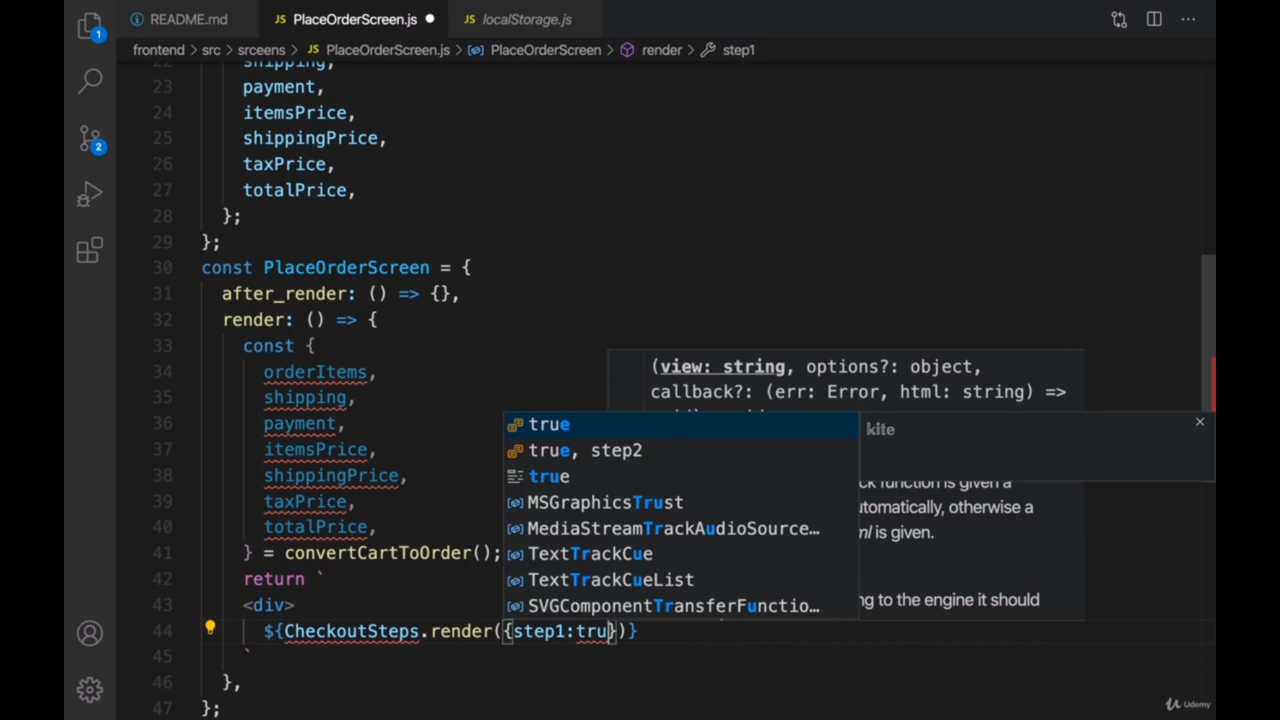 README.md
PlaceOrderScreen.js
localStorage.js
frontend > src > srceens > JS PlaceOrderScreen.js > PlaceOrderScreen > render > step1
1
2
22 shipping,
23 payment,
24 itemsPrice,
25 shippingPrice,
26 taxPrice,
27 totalPrice,
28 };
29 };
30 const PlaceOrderScreen = {
31 after_render: () => {},
32 render: () => {
33 const {
34 orderItems,
35 shipping,
36 payment,
37 itemsPrice,
38 shippingPrice,
39 taxPrice,
40 totalPrice,
41 } = convertCartToOrder();
42 return `
43 <div>
44 ${CheckoutSteps.render({step1:tru})}
45 `
46 },
47 };
(view: string, options?: object,
callback?: (err: Error, html: string) =>
true
true, step2
true
MSGraphicsTrust
MediaStreamTrackAudioSource…
TextTrackCue
TextTrackCueList
SVGComponentTransferFunctio…
kite
function is given a
utomatically, otherwise a
is given.
to the engine it should
Udemy